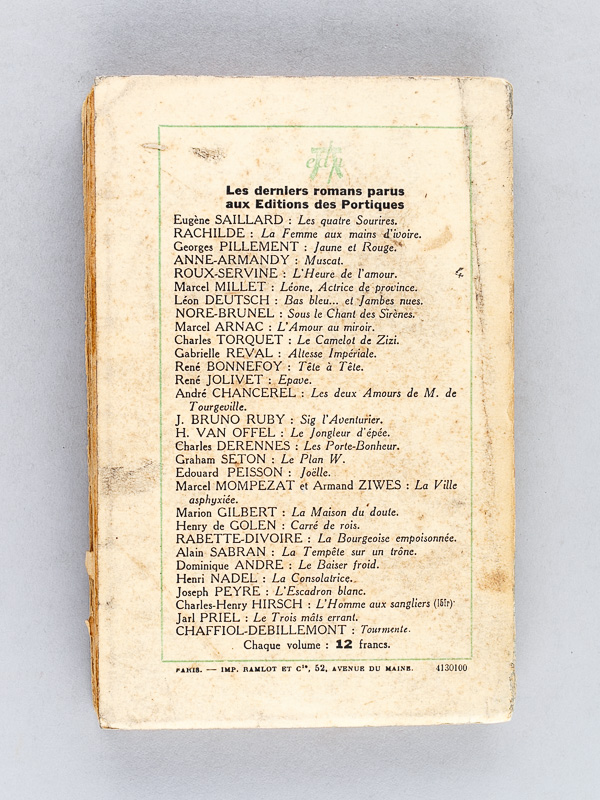 edp
Les derniers romans parus
aux Editions des Portiques
Eugène SAILLARD : Les quatre Sourires.
RACHILDE : La Femme aux mains d'ivoire.
Georges PILLEMENT : Jaune et Rouge.
ANNE-ARMANDY : Muscat.
ROUX-SERVINE : L'Heure de l'amour.
Marcel MILLET : Léone, Actrice de province.
Léon DEUTSCH : Bas bleu... et Jambes nues.
NORE-BRUNEL : Sous le Chant des Sirènes.
Marcel ARNAC : L'Amour au miroir.
Charles TORQUET : Le Camelot de Zizi.
Gabrielle REVAL : Altesse Impériale.
René BONNEFOY : Tête à Tête.
René JOLIVET : Epave.
André CHANCEREL : Les deux Amours de M. de
Tourgeville.
J. BRUNO RUBY : Sig l'Aventurier.
H. VAN OFFEL : Le Jongleur d'épée.
Charles DERENNES : Les Porte-Bonheur.
Graham SETON : Le Plan W.
Edouard PEISSON : Joëlle.
Marcel MOMPEZAT et Armand ZIWES : La Ville
asphyxiée.
Marion GILBERT : La Maison du doute.
Henry de GOLEN : Carré de rois.
RABETTE-DIVOIRE : La Bourgeoise empoisonnée.
Alain SABRAN : La Tempête sur un trône.
Dominique ANDRE : Le Baiser froid.
Henri NADEL : La Consolatrice.
Joseph PEYRE : L'Escadron blanc.
Charles-Henry HIRSCH : L'Homme aux sangliers (15fr)
Jarl PRIEL : Le Trois mâts errant.
CHAFFIOL-DEBILLEMONT : Tourmente.
Chaque volume : 12 francs.
PARIS. — IMP. RAMLOT ET Cie, 52, AVENUE DU MAINE. 4130100